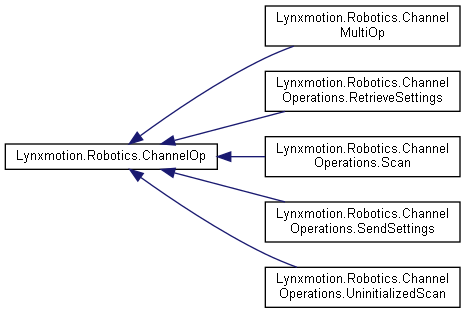 Lynxmotion.Robotics.Channel
MultiOp
Lynxmotion.Robotics.Channel
Operations.RetrieveSettings
Lynxmotion.Robotics.ChannelOp
Lynxmotion.Robotics.Channel
Operations.Scan
Lynxmotion.Robotics.Channel
Operations.SendSettings
Lynxmotion.Robotics.Channel
Operations.UninitializedScan